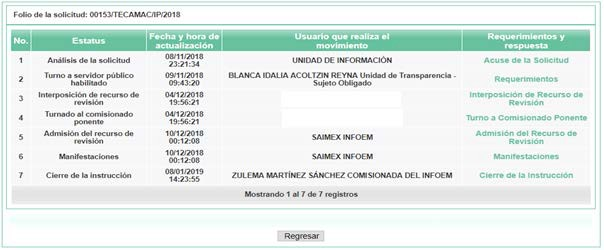 Folio de la solicitud: 00153/TECAMAC/IP/2018
No. Estatus Fecha y hora de actualización Usuario que realiza el movimiento Requerimientos y respuesta
1 Análisis de la solicitud 08/11/2018 23:21:34 UNIDAD DE INFORMACIÓN Acuse de la Solicitud
2 Turno a servidor público habilitado 09/11/2018 09:43:20 BLANCA IDALIA ACOLTZIN REYNA Unidad de Transparencia - Sujeto Obligado Requerimientos
3 Interposición de recurso de revisión 04/12/2018 19:56:21 Interposición de Recurso de Revisión
4 Turnado al comisionado ponente 04/12/2018 19:56:21 Turno a Comisionado Ponente
5 Admisión del recurso de revisión 10/12/2018 00:12:08 SAIMEX INFOEM Admisión del Recurso de Revisión
6 Manifestaciones 10/12/2018 00:12:08 SAIMEX INFOEM Manifestaciones
7 Cierre de la instrucción 08/01/2019 14:23:55 ZULEMA MARTÍNEZ SÁNCHEZ COMISIONADA DEL INFOEM Cierre de la Instrucción
Mostrando 1 al 7 de 7 registros
Regresar